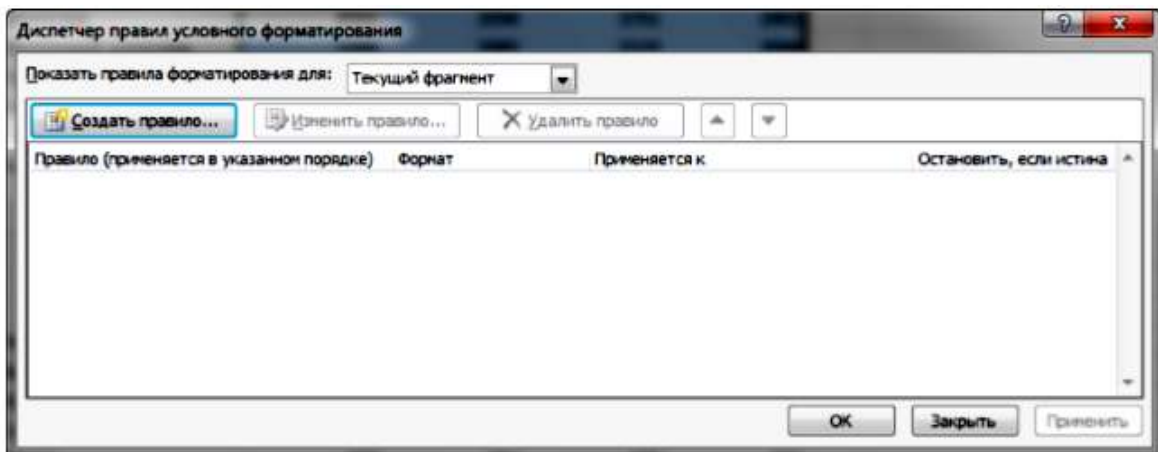 Диспетчер правил условного форматирования
Показать правила форматирования для: Текущий фрагмент
Создать правило... Изменить правило... Удалить правило
Правило (применяется в указанном порядке) Формат Применяется к Остановить, если истина
ОК Закрыть Применить